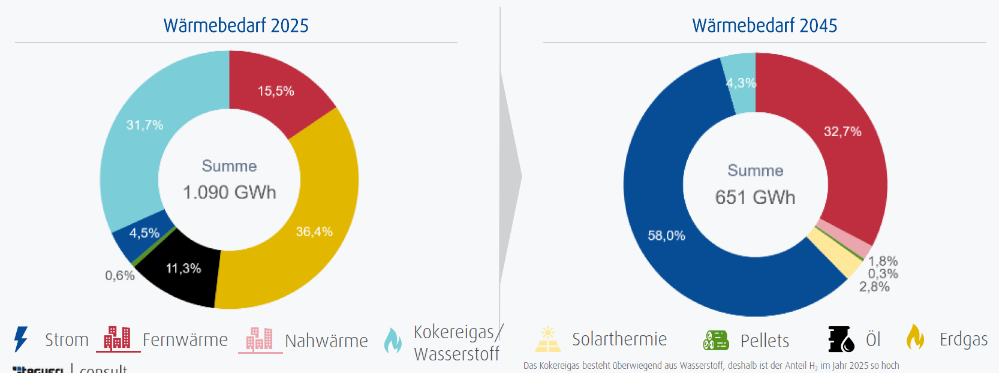 Wärmebedarf 2025
15,5%
31,7%
Summe
1.090 GWh
36,4%
4,5%
11,3%
0,6%
Wärmebedarf 2045
4,3%
32,7%
Summe
651 GWh
58,0%
1,8%
0,3%
2,8%
Strom
Fernwärme
Nahwärme
Kokereigas/
Wasserstoff
Solarthermie
Pellets
Öl
Erdgas
Das Kokereigas besteht überwiegend aus Wasserstoff, deshalb ist der Anteil H₂ im Jahr 2025 so hoch
consult